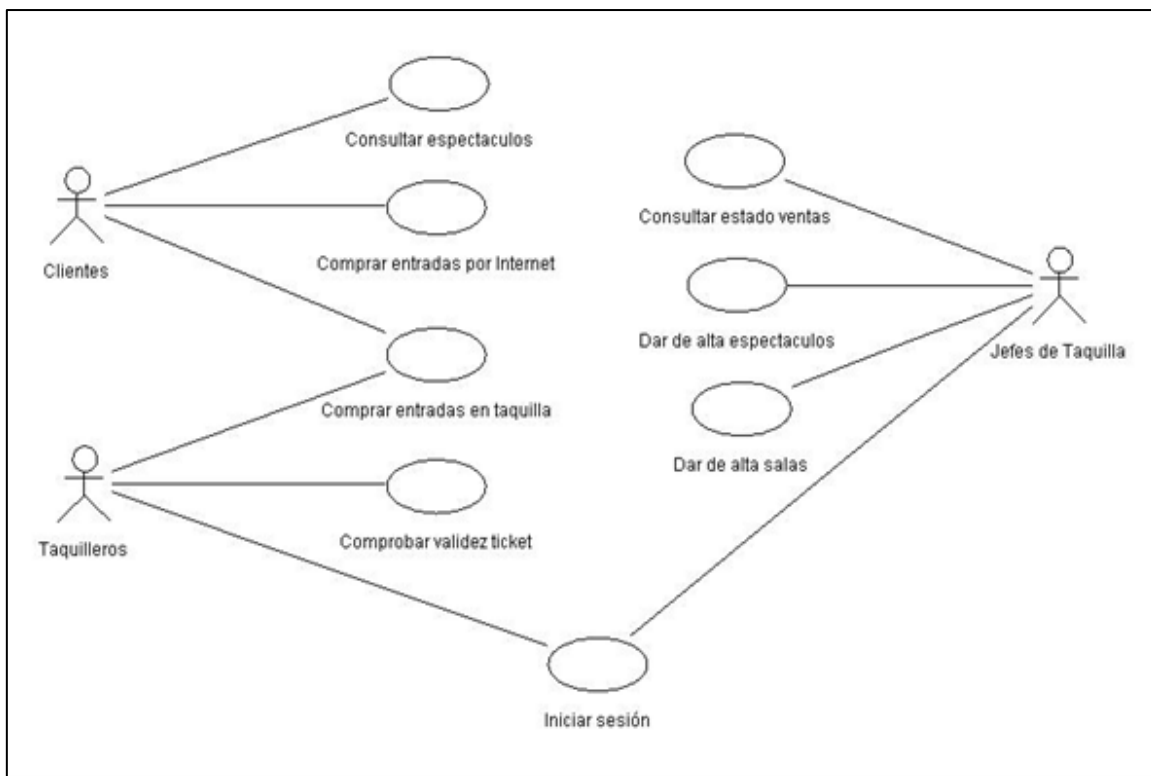 Consultar espectaculos
Clientes
Comprar entradas por Internet
Comprar entradas en taquilla
Taquilleros
Comprobar validez ticket
Consultar estado ventas
Dar de alta espectaculos
Jefes de Taquilla
Dar de alta salas
Iniciar sesión